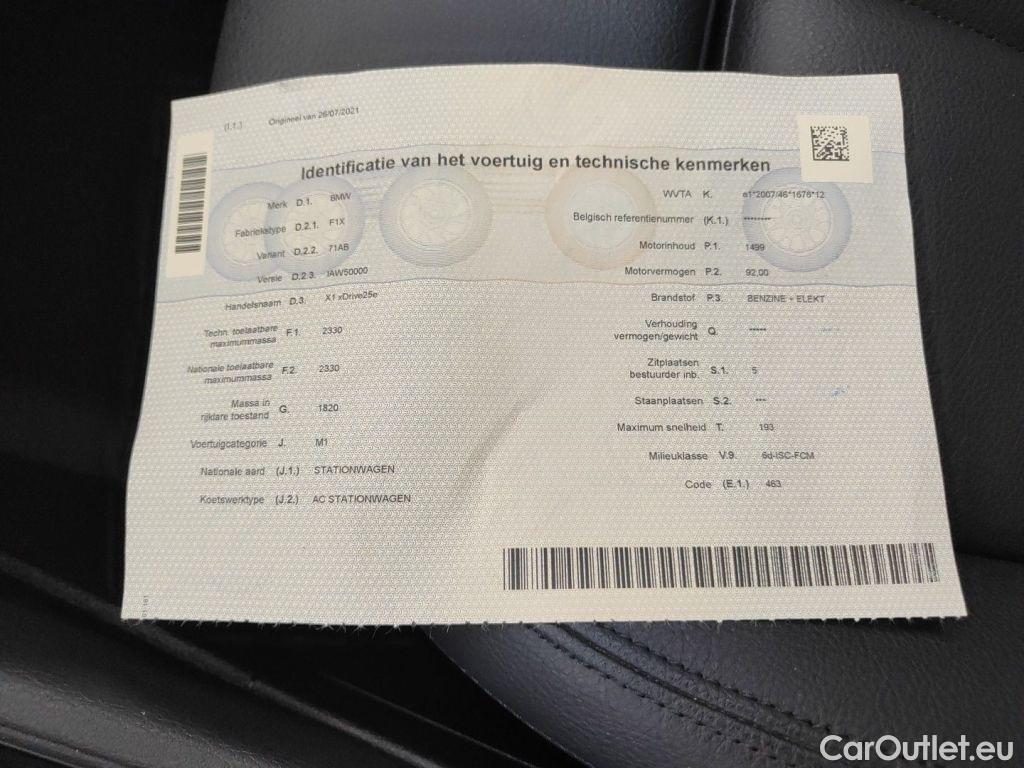 (I.1.) Origineel van 26/07/2021
Identificatie van het voertuig en technische kenmerken
Merk D.1. BMW
Fabriekstype D.2.1. F1X
Variant D.2.2. 71AB
Versie D.2.3. IAW50000
Handelsnaam D.3. X1 xDrive25e
Techn. toelaatbare
maximummassa F.1. 2330
Nationale toelaatbare
maximummassa F.2. 2330
Massa in
rijklare toestand G. 1820
Voertuigcategorie J. M1
Nationale aard (J.1.) STATIONWAGEN
Koetswerktype (J.2.) AC STATIONWAGEN
WVTA K. e1*2007/46*1676*12
Belgisch referentienummer (K.1.) ********
Motorinhoud P.1. 1499
Motorvermogen P.2. 92,00
Brandstof P.3. BENZINE + ELEKT
Verhouding
vermogen/gewicht Q. *****
Zitplaatsen
bestuurder inb. S.1. 5
Staanplaatsen S.2. ***
Maximum snelheid T. 193
Milieuklasse V.9. 6d-ISC-FCM
Code (E.1.) 463
CarOutlet.eu